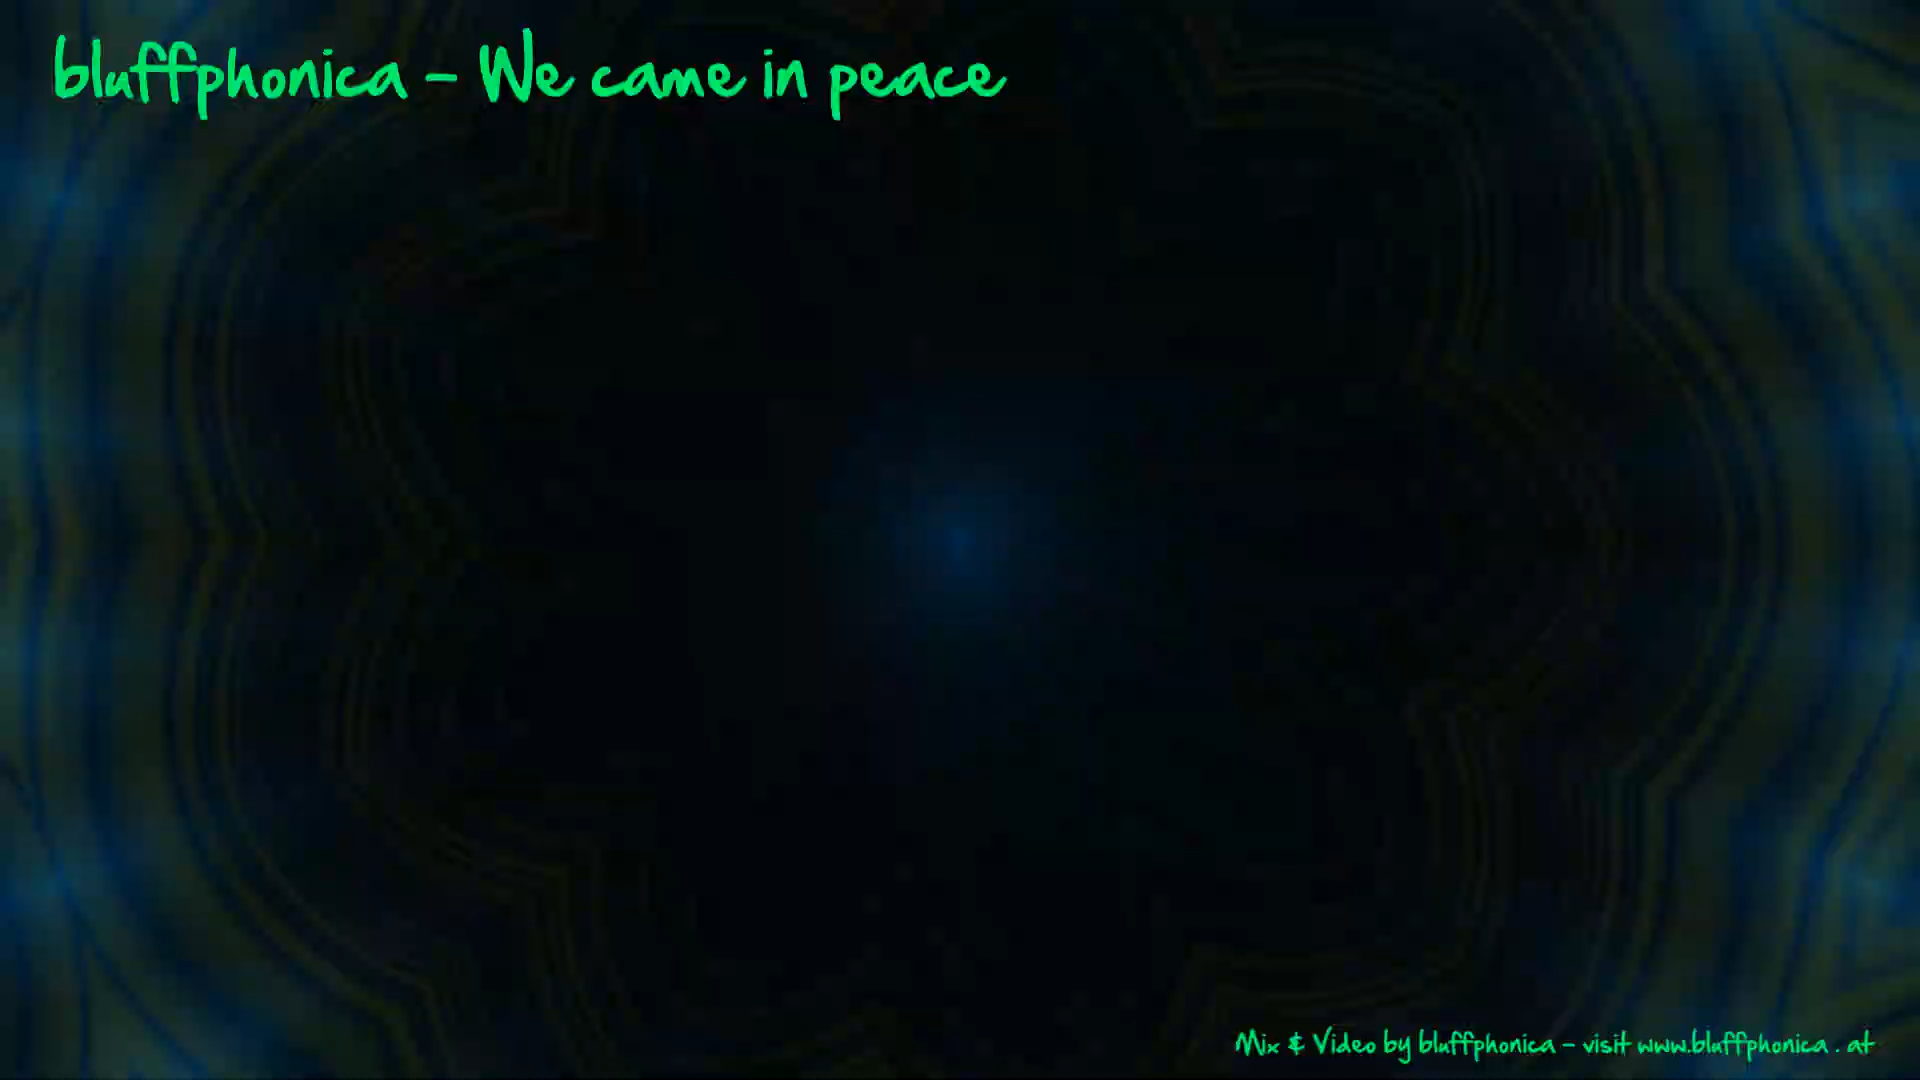 bluffphonica - We came in peace
Mix & Video by bluffphonica - visit www.bluffphonica . at